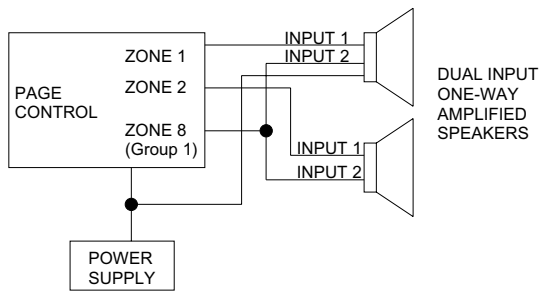 PAGE
CONTROL
ZONE 1
ZONE 2
ZONE 8
(Group 1)
INPUT 1
INPUT 2
INPUT 1
INPUT 2
DUAL INPUT
ONE-WAY
AMPLIFIED
SPEAKERS
POWER
SUPPLY